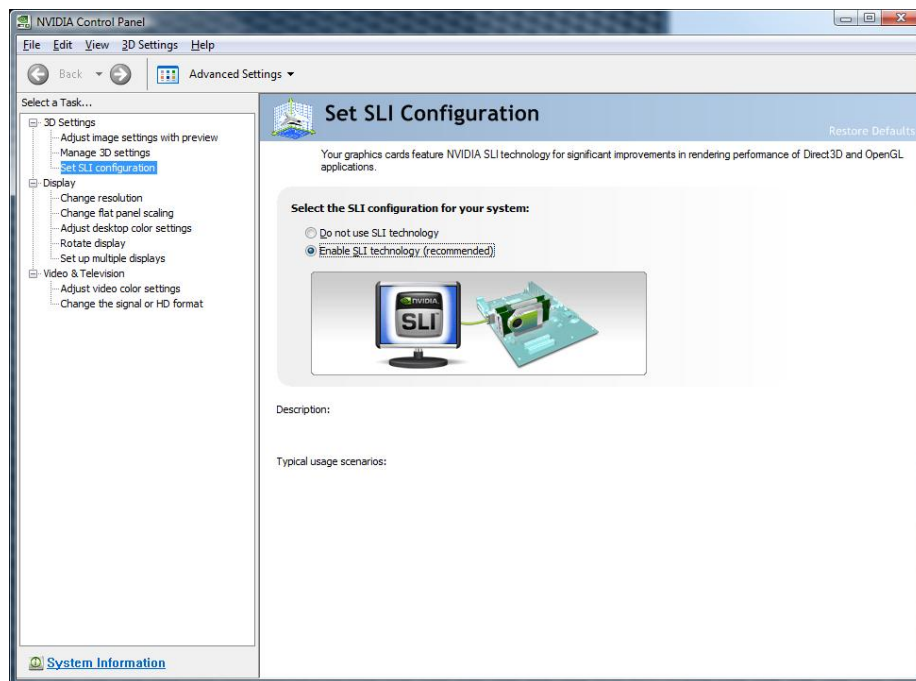 NVIDIA Control Panel
File Edit View 3D Settings Help
Back
Advanced Settings
Select a Task...
3D Settings
Adjust image settings with preview
Manage 3D settings
Set SLI configuration
Display
Change resolution
Change flat panel scaling
Adjust desktop color settings
Rotate display
Set up multiple displays
Video & Television
Adjust video color settings
Change the signal or HD format
System Information
Set SLI Configuration
Restore Defaults
Your graphics cards feature NVIDIA SLI technology for significant improvements in rendering performance of Direct3D and OpenGL
applications.
Select the SLI configuration for your system:
Do not use SLI technology
Enable SLI technology (recommended)
NVIDIA
SLI
Description:
Typical usage scenarios: